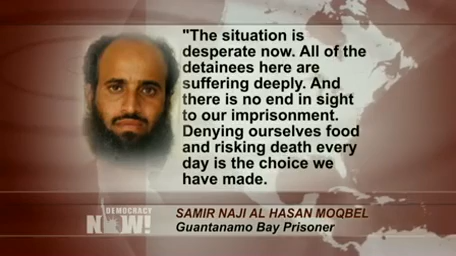 "The situation is
desperate now. All of the
detainees here are
suffering deeply. And
there is no end in sight
to our imprisonment.
Denying ourselves food
and risking death every
day is the choice we
have made.
DEMOCRACY
NOW!
SAMIR NAJI AL HASAN MOQBEL
Guantanamo Bay Prisoner